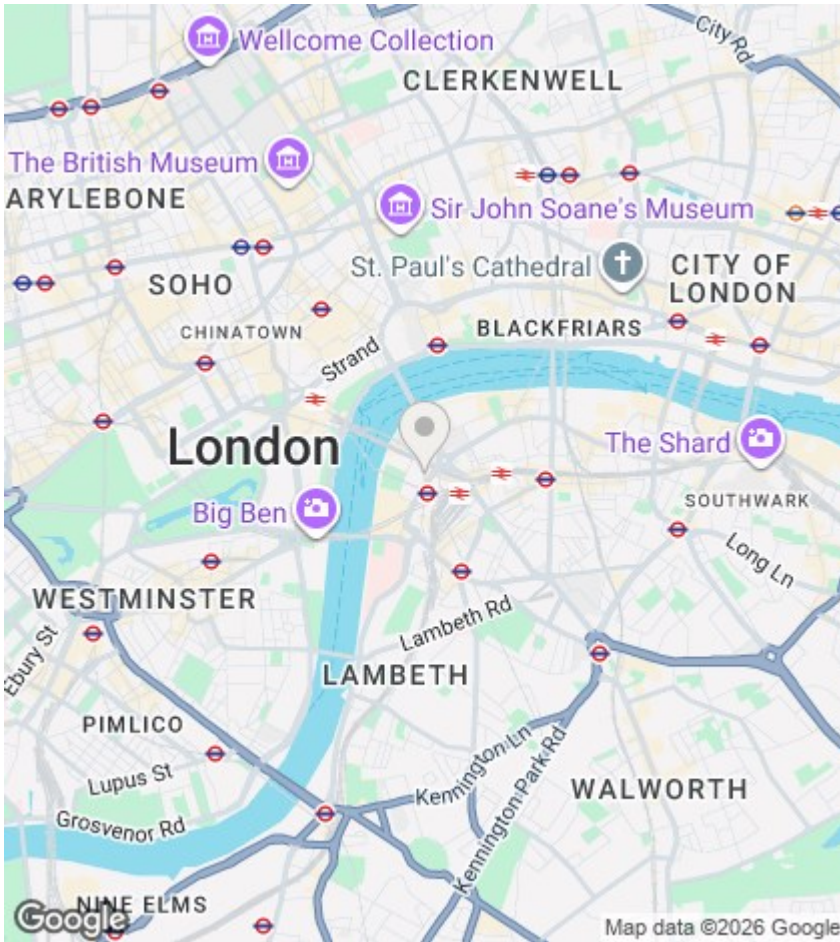 Wellcome Collection
City Rd
CLERKENWELL
The British Museum
ARYLEBONE
Sir John Soane's Museum
St. Paul's Cathedral
CITY OF
LONDON
SOHO
CHINATOWN
BLACKFRIARS
Strand
London
The Shard
Big Ben
SOUTHWARK
Long Ln
WESTMINSTER
Lambeth Rd
Ebury St
LAMBETH
PIMLICO
Lupus St
Kennington Ln
Kennington Park Rd
WALWORTH
Grosvenor Rd
NINE ELMS
Google
Map data ©2026 Google